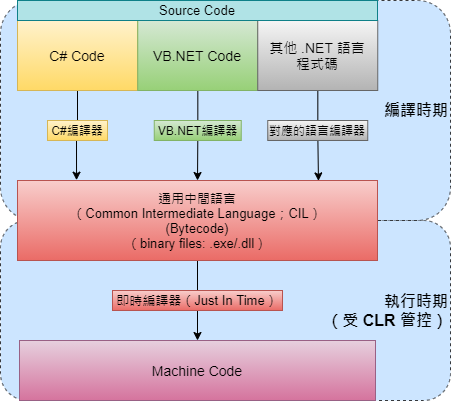 Source Code
C# Code
VB.NET Code
其他 .NET 語言
程式碼
編譯時期
C#編譯器
VB.NET編譯器
對應的語言編譯器
通用中間語言
（Common Intermediate Language；CIL）
(Bytecode)
（binary files: .exe/.dll）
即時編譯器（Just In Time）
執行時期
（受 CLR 管控）
Machine Code